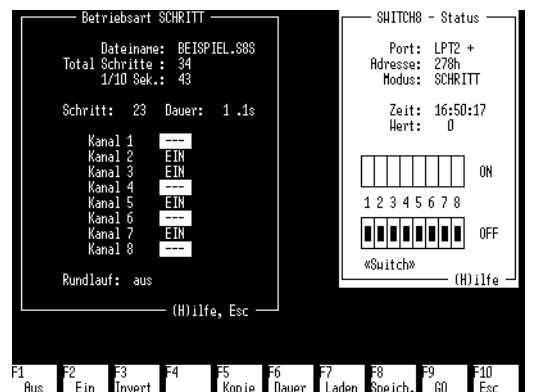 Betriebsart SCHRITT
Dateiname: BEISPIEL.S8S
Total Schritte : 34
1/10 Sek.: 43
Schritt: 23 Dauer: 1 .1s
Kanal 1 ---
Kanal 2 EIN
Kanal 3 EIN
Kanal 4 ---
Kanal 5 EIN
Kanal 6 ---
Kanal 7 EIN
Kanal 8 ---
Rundlauf: aus
(H)ilfe, Esc
SWITCH8 - Status
Port: LPT2 +
Adresse: 278h
Modus: SCHRITT
Zeit: 16:50:17
Wert: 0
ON
1 2 3 4 5 6 7 8
OFF
«Switch»
(H)ilfe
F1 F2 F3 F4 F5 F6 F7 F8 F9 F10
Aus Ein Invert Kopie Dauer Laden Speich. GO Esc